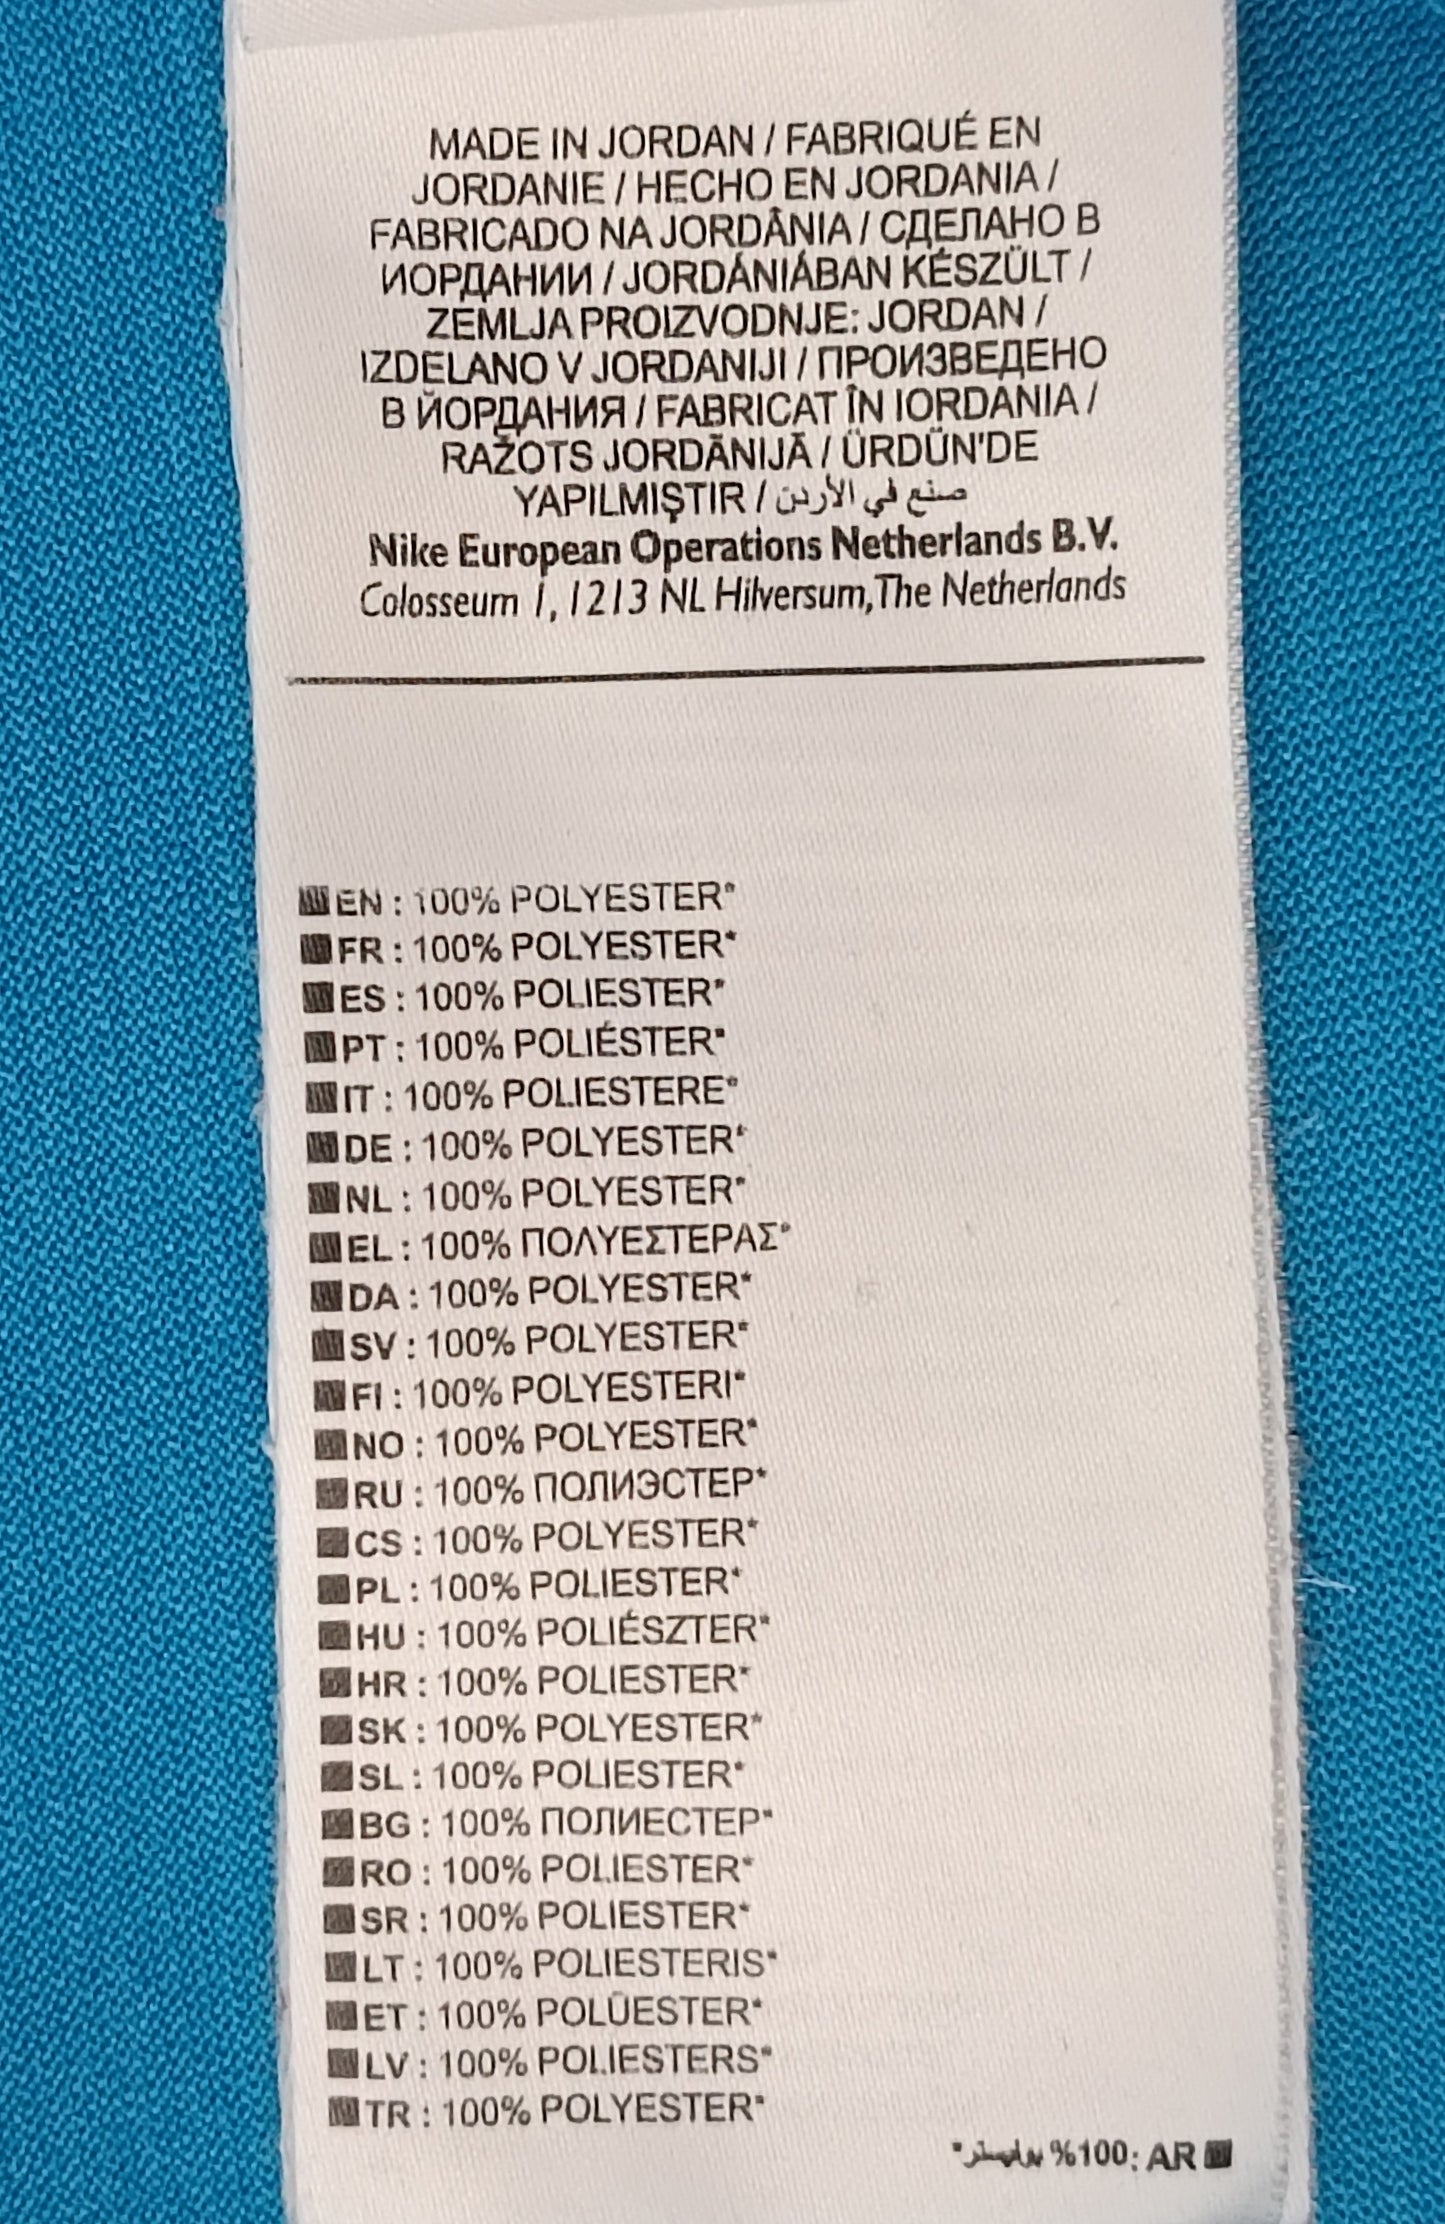 MADE IN JORDAN / FABRIQUÉ EN
JORDANIE / HECHO EN JORDANIA /
FABRICADO NA JORDÂNIA / СДЕЛАНО В
ИОРДАНИИ / JORDÁNIÁBAN KÉSZÜLT /
ZEMLJA PROIZVODNJE: JORDAN /
IZDELANO V JORDANIJI / ПРОИЗВЕДЕНО
В ЙОРДАНИЯ / FABRICAT ÎN IORDANIA /
RAŽOTS JORDĀNIJĀ / ÜRDÜN'DE
YAPILMIŞTIR / صنع في الأردن
Nike European Operations Netherlands B.V.
Colosseum 1, 1213 NL Hilversum, The Netherlands
EN : 100% POLYESTER*
FR : 100% POLYESTER*
ES : 100% POLIESTER*
PT : 100% POLIÉSTER*
IT : 100% POLIESTERE*
DE : 100% POLYESTER*
NL : 100% POLYESTER*
EL : 100% ΠΟΛΥΕΣΤΕΡΑΣ*
DA : 100% POLYESTER*
SV : 100% POLYESTER*
FI : 100% POLYESTERI*
NO : 100% POLYESTER*
RU : 100% ПОЛИЭСТЕР*
CS : 100% POLYESTER*
PL : 100% POLIESTER*
HU : 100% POLIÉSZTER*
HR : 100% POLIESTER*
SK : 100% POLYESTER*
SL : 100% POLIESTER*
BG : 100% ПОЛИЕСТЕР*
RO : 100% POLIESTER*
SR : 100% POLIESTER*
LT : 100% POLIESTERIS*
ET : 100% POLÜESTER*
LV : 100% POLIESTERS*
TR : 100% POLYESTER*
AR :100% بوليستر*